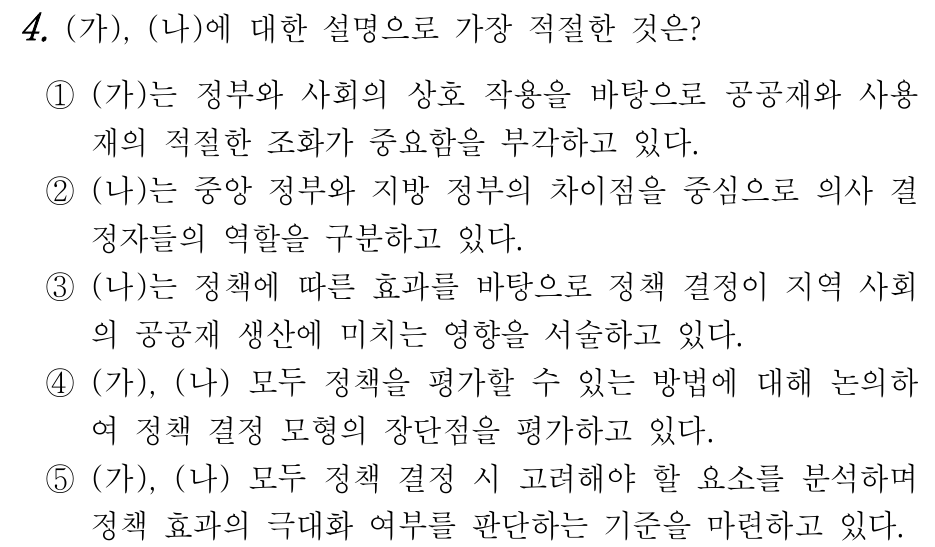 4. (가), (나)에 대한 설명으로 가장 적절한 것은?
① (가)는 정부와 사회의 상호 작용을 바탕으로 공공재와 사용
재의 적절한 조화가 중요함을 부각하고 있다.
② (나)는 중앙 정부와 지방 정부의 차이점을 중심으로 의사 결
정자들의 역할을 구분하고 있다.
③ (나)는 정책에 따른 효과를 바탕으로 정책 결정이 지역 사회
의 공공재 생산에 미치는 영향을 서술하고 있다.
④ (가), (나) 모두 정책을 평가할 수 있는 방법에 대해 논의하
여 정책 결정 모형의 장단점을 평가하고 있다.
⑤ (가), (나) 모두 정책 결정 시 고려해야 할 요소를 분석하며
정책 효과의 극대화 여부를 판단하는 기준을 마련하고 있다.